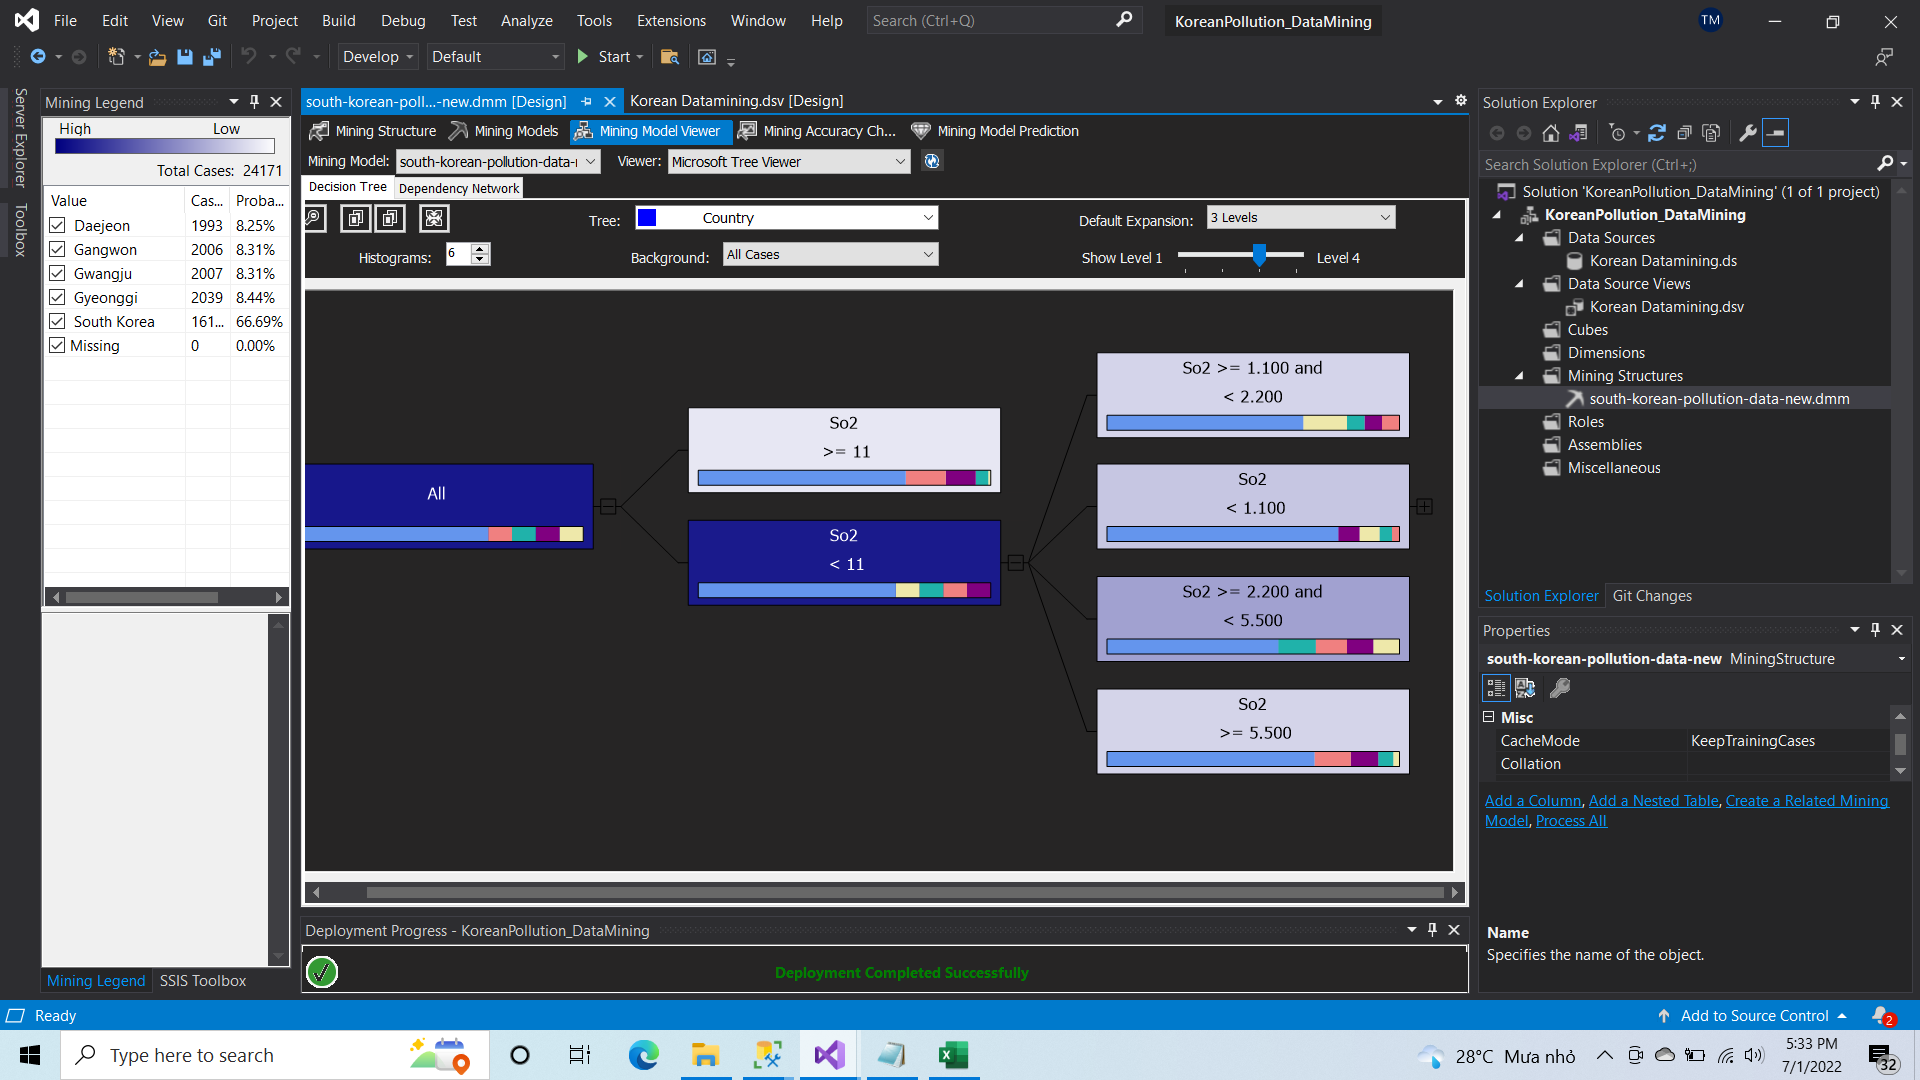 File Edit View Git Project Build Debug Test Analyze Tools Extensions Window Help Search (Ctrl+Q) KoreanPollution_DataMining TM
Develop Default Start
Server Explorer
Toolbox
Mining Legend
High Low
Total Cases: 24171
Value Cas... Proba...
Daejeon 1993 8.25%
Gangwon 2006 8.31%
Gwangju 2007 8.31%
Gyeonggi 2039 8.44%
South Korea 161... 66.69%
Missing 0 0.00%
Mining Legend SSIS Toolbox
south-korean-poll...-new.dmm [Design] Korean Datamining.dsv [Design]
Mining Structure Mining Models Mining Model Viewer Mining Accuracy Ch... Mining Model Prediction
Mining Model: south-korean-pollution-data-I Viewer: Microsoft Tree Viewer
Decision Tree Dependency Network
Tree: Country Default Expansion: 3 Levels
Histograms: 6 Background: All Cases Show Level 1 Level 4
All
So2
>= 11
So2
< 11
So2 >= 1.100 and
< 2.200
So2
< 1.100
So2 >= 2.200 and
< 5.500
So2
>= 5.500
Deployment Progress - KoreanPollution_DataMining
Deployment Completed Successfully
Solution Explorer
Search Solution Explorer (Ctrl+;)
Solution 'KoreanPollution_DataMining' (1 of 1 project)
KoreanPollution_DataMining
Data Sources
Korean Datamining.ds
Data Source Views
Korean Datamining.dsv
Cubes
Dimensions
Mining Structures
south-korean-pollution-data-new.dmm
Roles
Assemblies
Miscellaneous
Solution Explorer Git Changes
Properties
south-korean-pollution-data-new MiningStructure
Misc
CacheMode KeepTrainingCases
Collation
Add a Column, Add a Nested Table, Create a Related Mining
Model, Process All
Name
Specifies the name of the object.
Ready Add to Source Control 2
Type here to search 28°C Mưa nhỏ 5:33 PM
7/1/2022 32